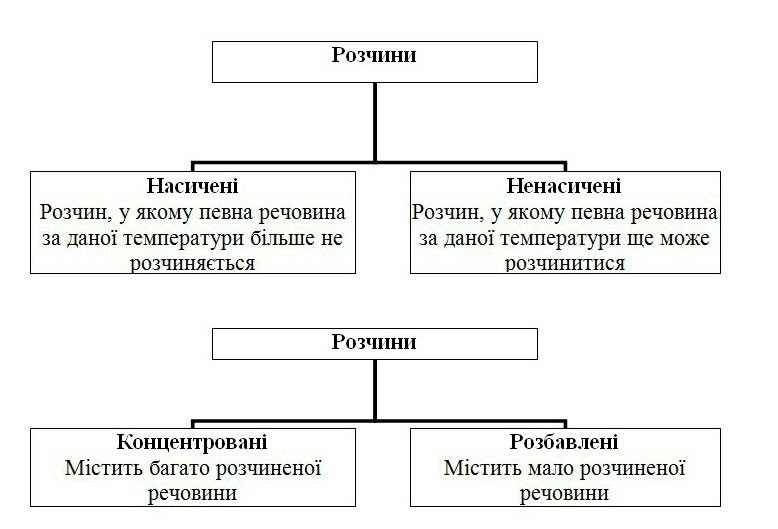 Розчини
Насичені
Розчин, у якому певна речовина
за даної температури більше не
розчиняється
Ненасичені
Розчин, у якому певна речовина
за даної температури ще може
розчинитися
Розчини
Концентровані
Містить багато розчиненої
речовини
Розбавлені
Містить мало розчиненої
речовини